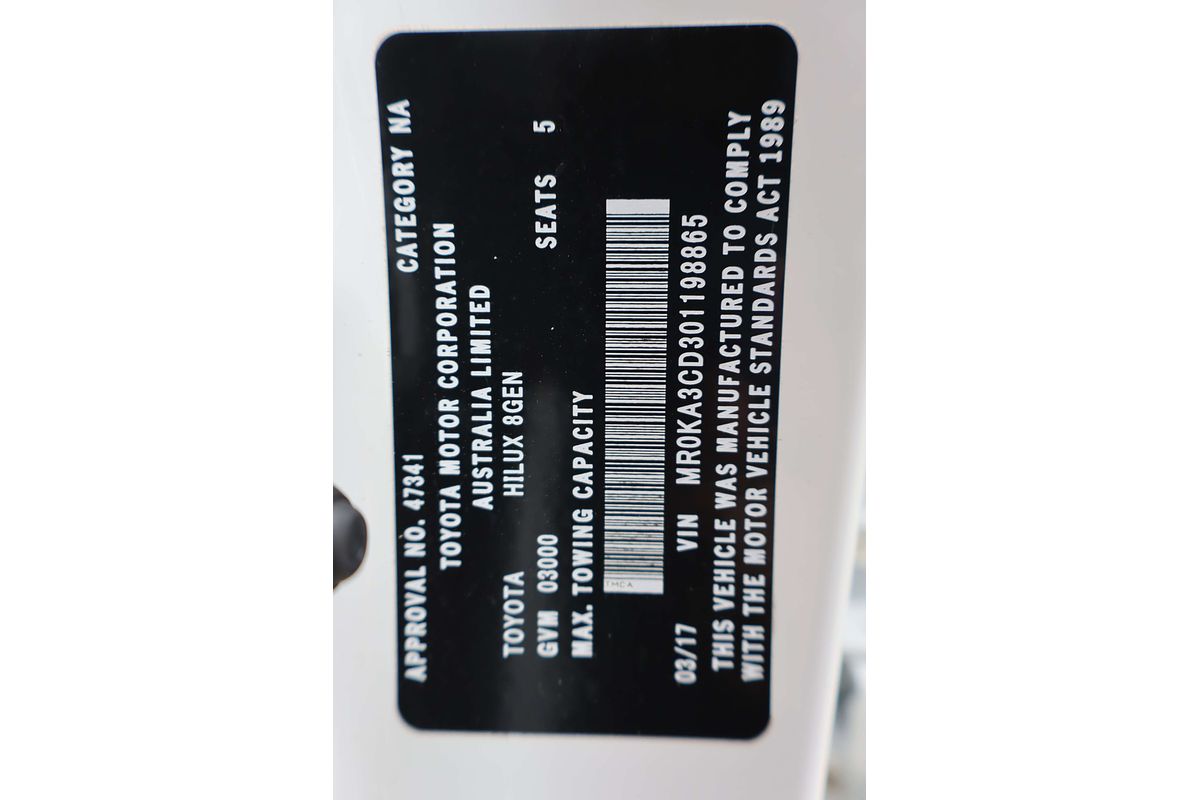 APPROVAL NO. 47341 CATEGORY NA
TOYOTA MOTOR CORPORATION
AUSTRALIA LIMITED
TOYOTA HILUX 8GEN
GVM 03000 SEATS 5
MAX. TOWING CAPACITY
TMCA
03/17 VIN MR0KA3CD301198865
THIS VEHICLE WAS MANUFACTURED TO COMPLY
WITH THE MOTOR VEHICLE STANDARDS ACT 1989